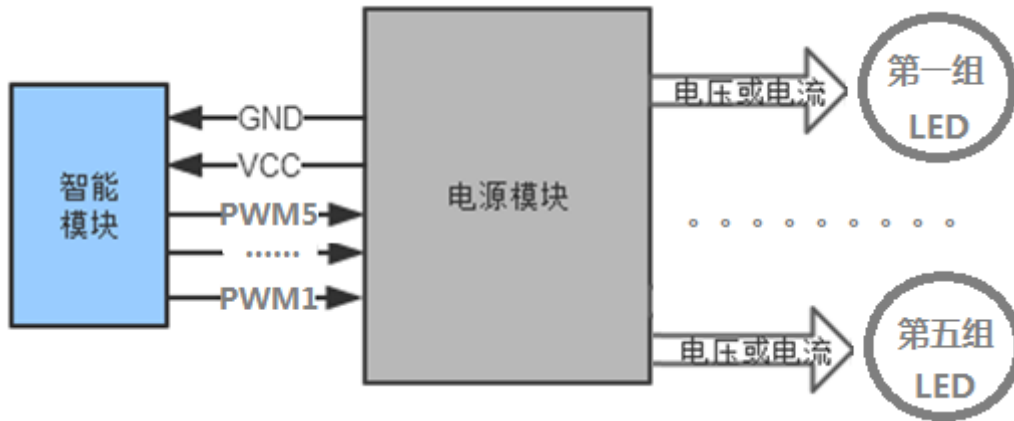 智能
模块
GND
VCC
PWM5
......
PWM1
电源模块
电压或电流
第一组
LED
。。。。。。。。。
电压或电流
第五组
LED